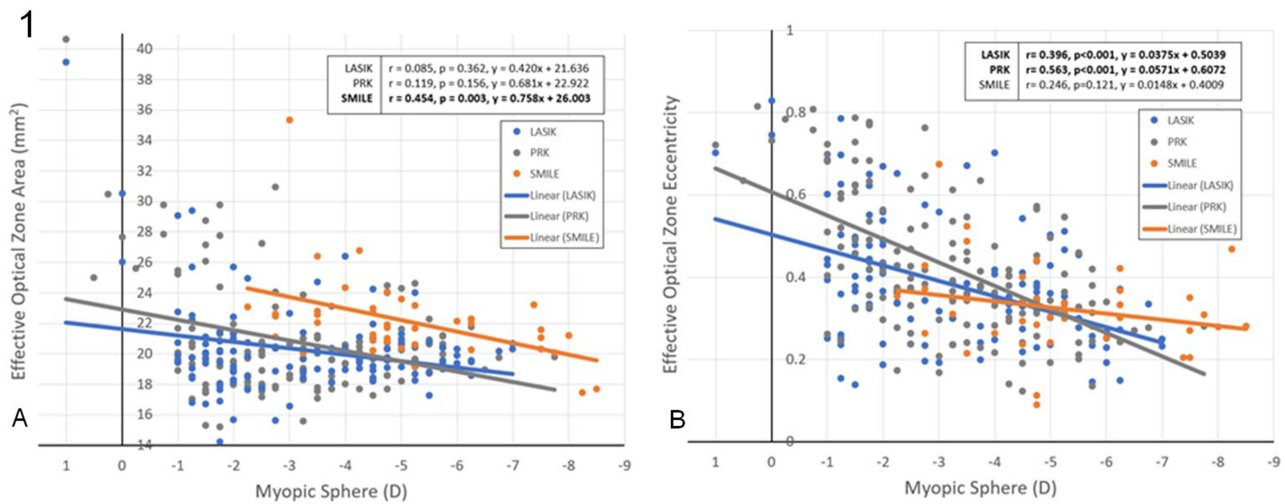 1
Effective Optical Zone Area (mm²)
40
38
36
34
32
30
28
26
24
22
20
18
16
14
LASIK r = 0.085, p = 0.362, y = 0.420x + 21.636
PRK r = 0.119, p = 0.156, y = 0.681x + 22.922
SMILE r = 0.454, p = 0.003, y = 0.758x + 26.003
LASIK
PRK
SMILE
Linear (LASIK)
Linear (PRK)
Linear (SMILE)
A
1 0 -1 -2 -3 -4 -5 -6 -7 -8 -9
Myopic Sphere (D)
Effective Optical Zone Eccentricity
1
0.8
0.6
0.4
0.2
0
LASIK r= 0.396, p<0.001, y = 0.0375x + 0.5039
PRK r= 0.563, p<0.001, y = 0.0571x + 0.6072
SMILE r= 0.246, p=0.121, y = 0.0148x + 0.4009
LASIK
PRK
SMILE
Linear (LASIK)
Linear (PRK)
Linear (SMILE)
B
1 0 -1 -2 -3 -4 -5 -6 -7 -8 -9
Myopic Sphere (D)